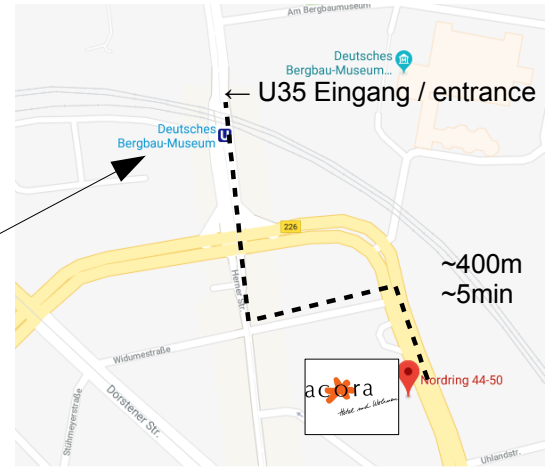 Am Bergbaumuseum
Deutsches
Bergbau-Museum...
← U35 Eingang / entrance
Deutsches
Bergbau-Museum
U
226
~400m
~5min
Herner Str.
Widumestraße
Nordring 44-50
acora
Hotel und Wohnen
Dorstener Str.
Stühmeyerstraße
Uhlandstr.